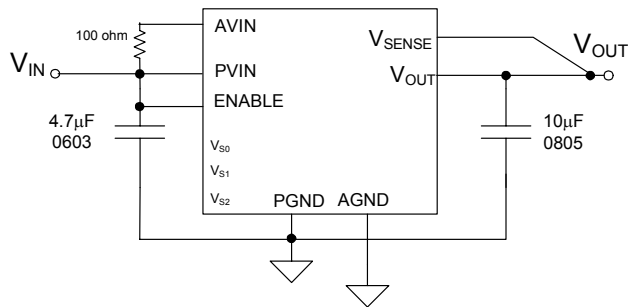 100 ohm
AVIN
V_SENSE
V_OUT
V_IN
PVIN
V_OUT
ENABLE
4.7μF
0603
10μF
0805
V_S0
V_S1
V_S2
PGND
AGND